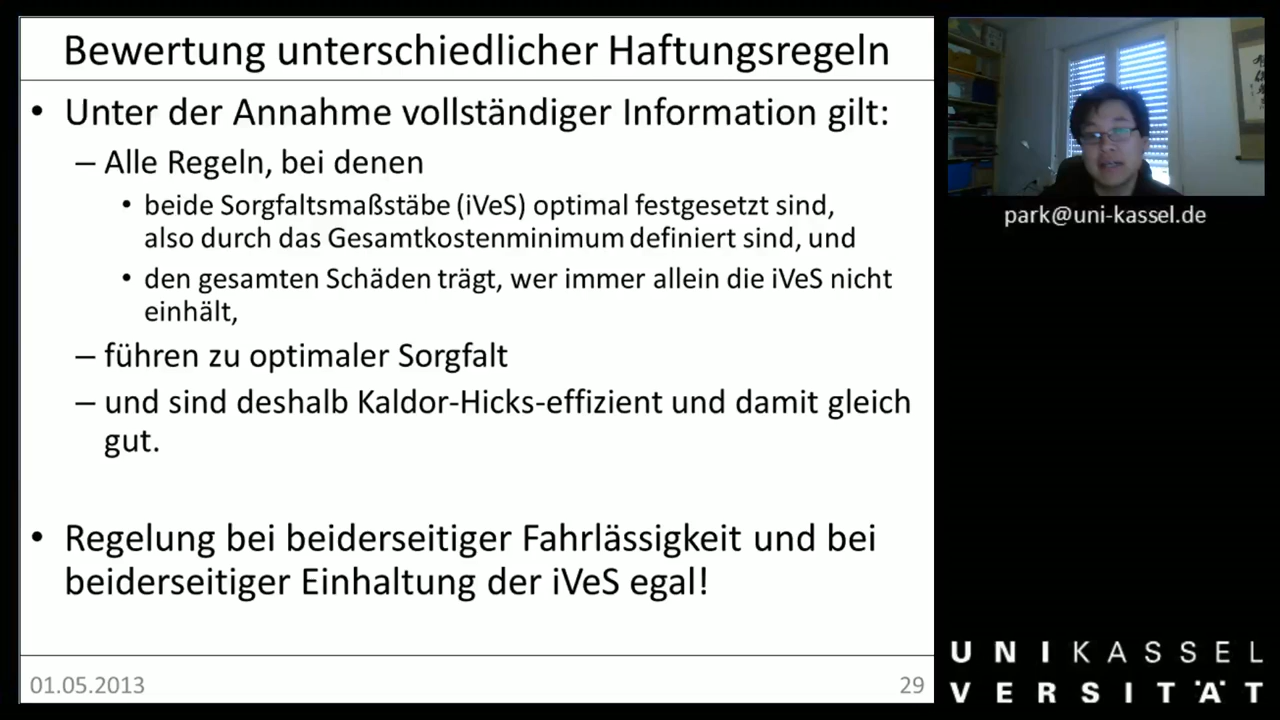 Bewertung unterschiedlicher Haftungsregeln
• Unter der Annahme vollständiger Information gilt:
– Alle Regeln, bei denen
• beide Sorgfaltsmaßstäbe (iVeS) optimal festgesetzt sind,
also durch das Gesamtkostenminimum definiert sind, und
• den gesamten Schäden trägt, wer immer allein die iVeS nicht
einhält,
– führen zu optimaler Sorgfalt
– und sind deshalb Kaldor-Hicks-effizient und damit gleich
gut.
• Regelung bei beiderseitiger Fahrlässigkeit und bei
beiderseitiger Einhaltung der iVeS egal!
01.05.2013
29
park@uni-kassel.de
UNIKASSEL
VERSITÄT